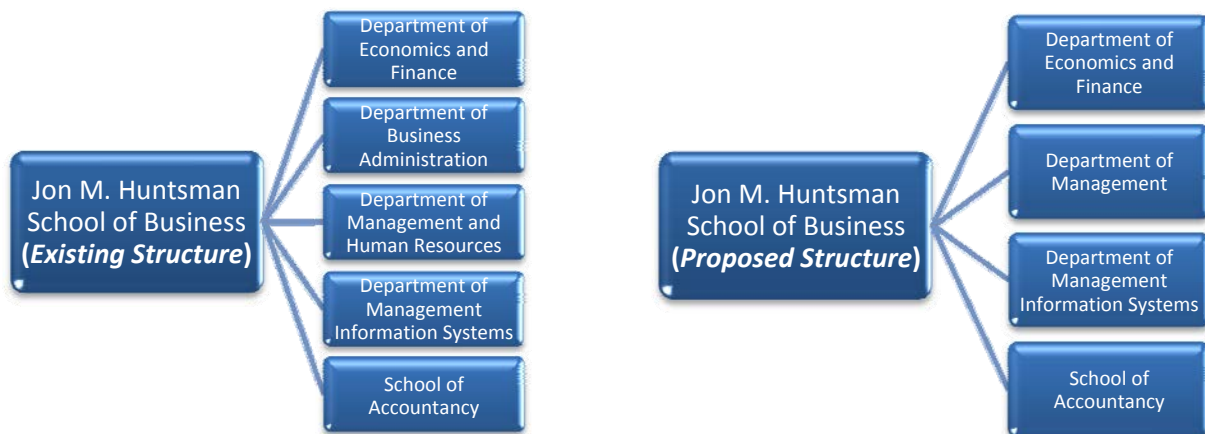 Jon M. Huntsman
School of Business
(Existing Structure)
Department of
Economics and
Finance
Department of
Business
Administration
Department of
Management and
Human Resources
Department of
Management
Information Systems
School of
Accountancy
Jon M. Huntsman
School of Business
(Proposed Structure)
Department of
Economics and
Finance
Department of
Management
Department of
Management
Information Systems
School of
Accountancy